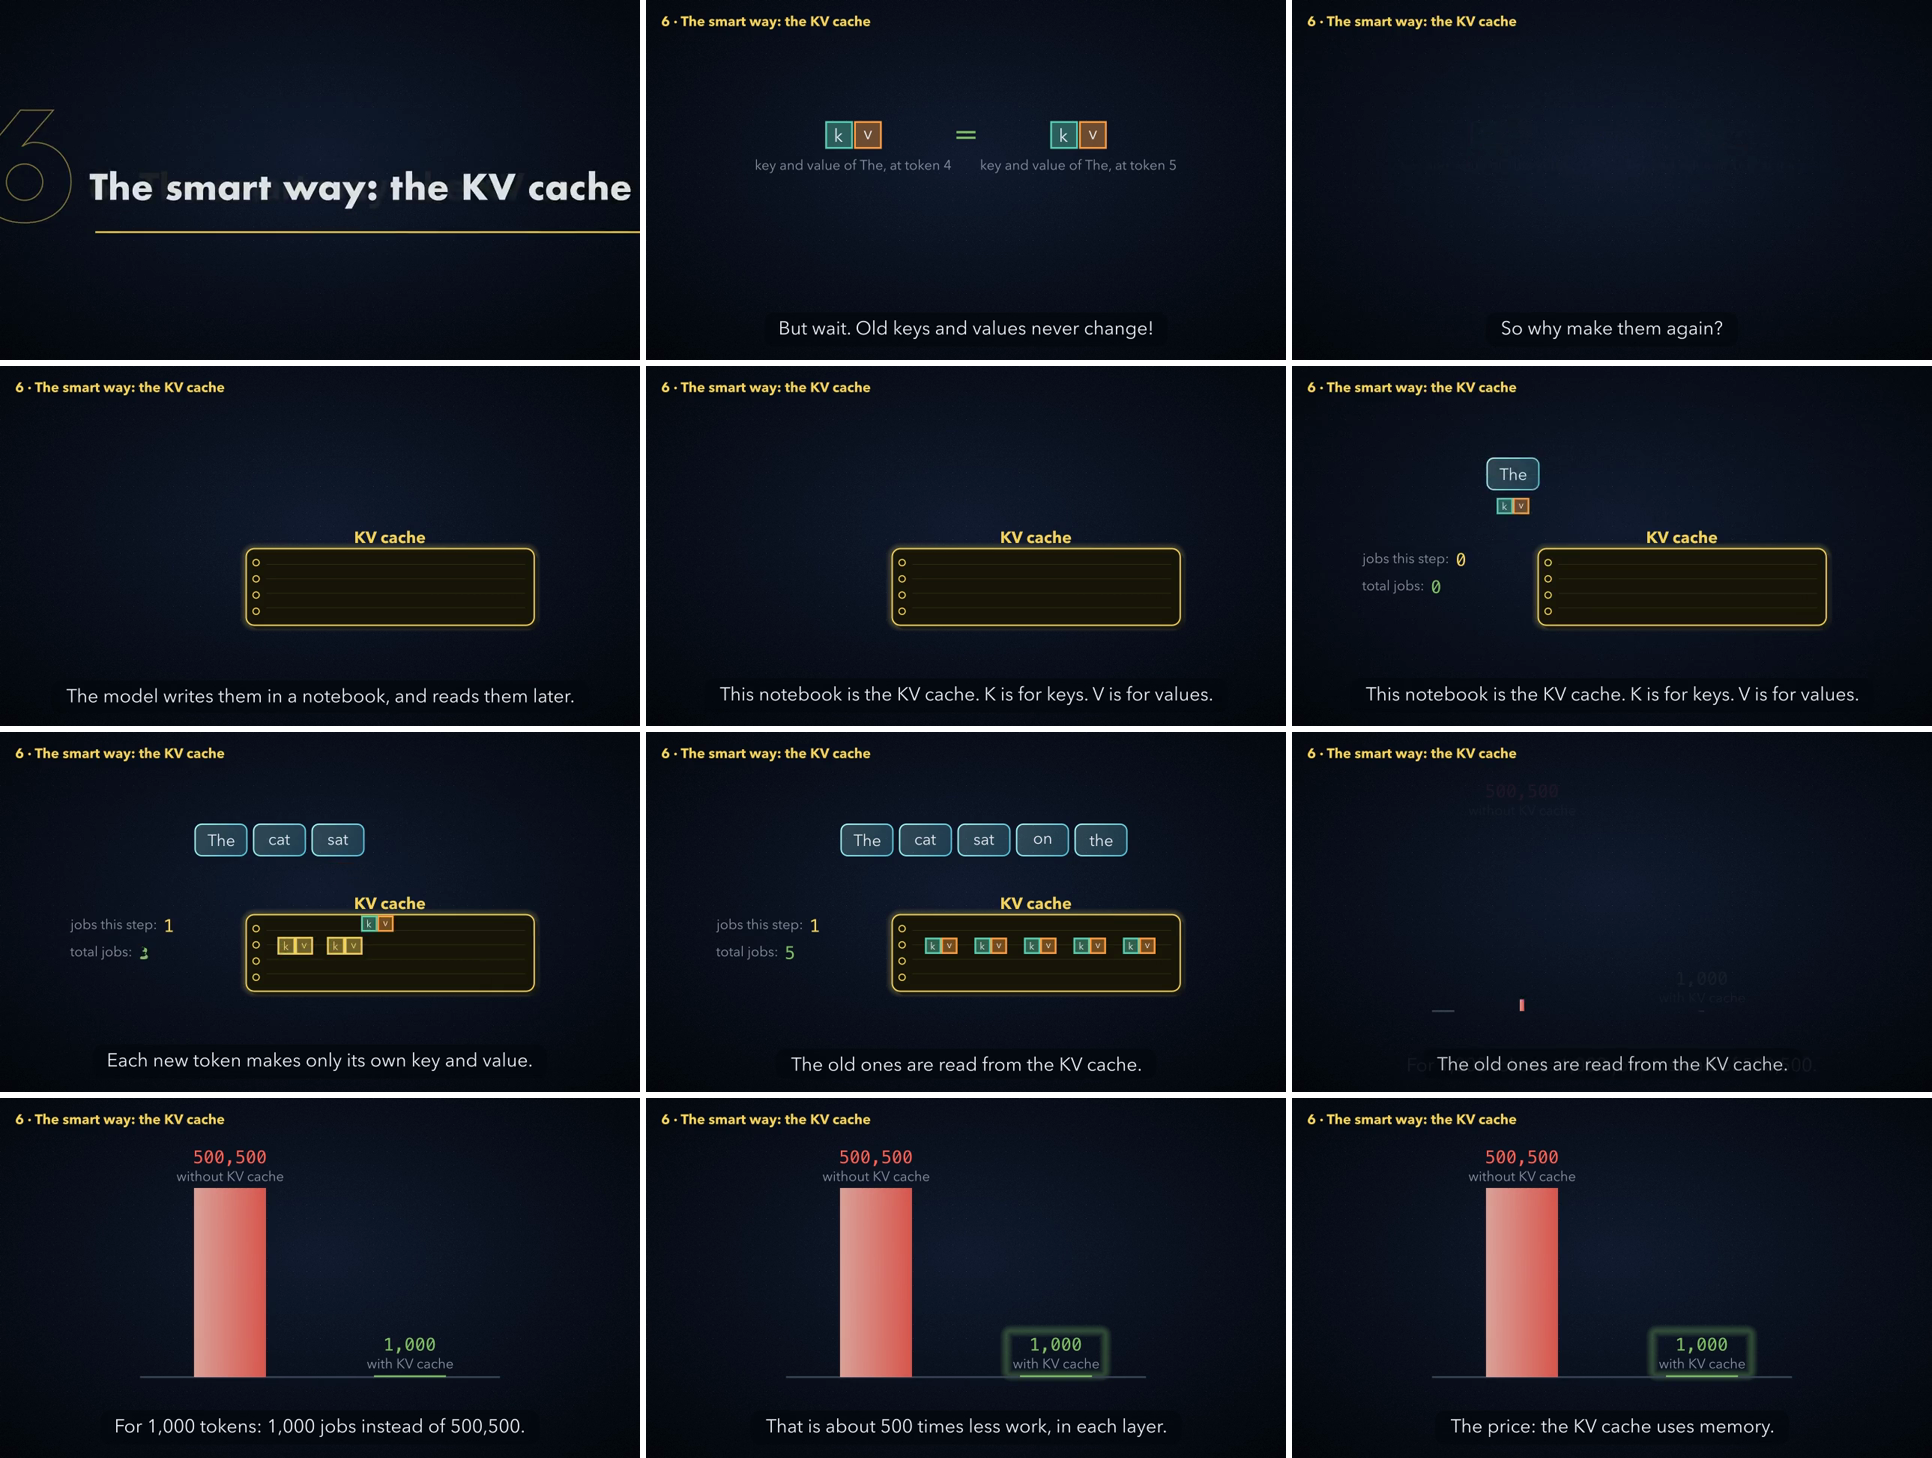 6
The smart way: the KV cache
6 · The smart way: the KV cache
k v = k v
key and value of The, at token 4 key and value of The, at token 5
But wait. Old keys and values never change!
6 · The smart way: the KV cache
So why make them again?
6 · The smart way: the KV cache
KV cache
The model writes them in a notebook, and reads them later.
6 · The smart way: the KV cache
KV cache
This notebook is the KV cache. K is for keys. V is for values.
6 · The smart way: the KV cache
The
k v
KV cache
jobs this step: 0
total jobs: 0
This notebook is the KV cache. K is for keys. V is for values.
6 · The smart way: the KV cache
The cat sat
KV cache
jobs this step: 1
k v
total jobs:
k v k v
Each new token makes only its own key and value.
6 · The smart way: the KV cache
The cat sat on the
KV cache
jobs this step: 1
total jobs: 5
k v k v k v k v k v
The old ones are read from the KV cache.
6 · The smart way: the KV cache
500,500
without KV cache
1,000
with KV cache
The old ones are read from the KV cache.
6 · The smart way: the KV cache
500,500
without KV cache
1,000
with KV cache
For 1,000 tokens: 1,000 jobs instead of 500,500.
6 · The smart way: the KV cache
500,500
without KV cache
1,000
with KV cache
That is about 500 times less work, in each layer.
6 · The smart way: the KV cache
500,500
without KV cache
1,000
with KV cache
The price: the KV cache uses memory.